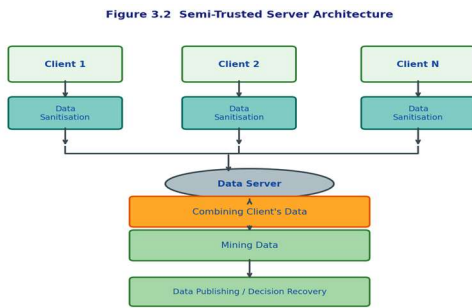 Figure 3.2 Semi-Trusted Server Architecture
Client 1
Client 2
Client N
Data
Sanitisation
Data
Sanitisation
Data
Sanitisation
Data Server
Combining Client's Data
Mining Data
Data Publishing / Decision Recovery